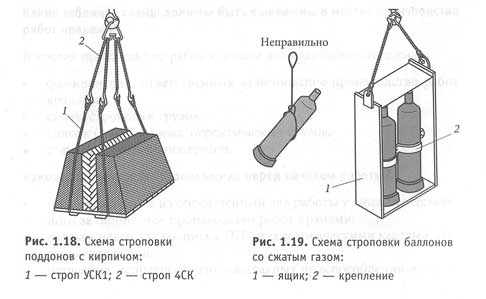 2
1
Неправильно
1
2
Рис. 1.18. Схема строповки
поддонов с кирпичом:
1 — строп УСК1; 2 — строп 4СК
Рис. 1.19. Схема строповки баллонов
со сжатым газом:
1 — ящик; 2 — крепление